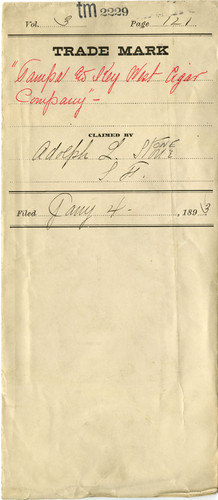 tm 2229
Vol. 3 Page 121
TRADE MARK
"Tampa & Key West Cigar
Company" -
CLAIMED BY
Adolph L. Stone
S. F.
Filed Jany 4 - , 1893